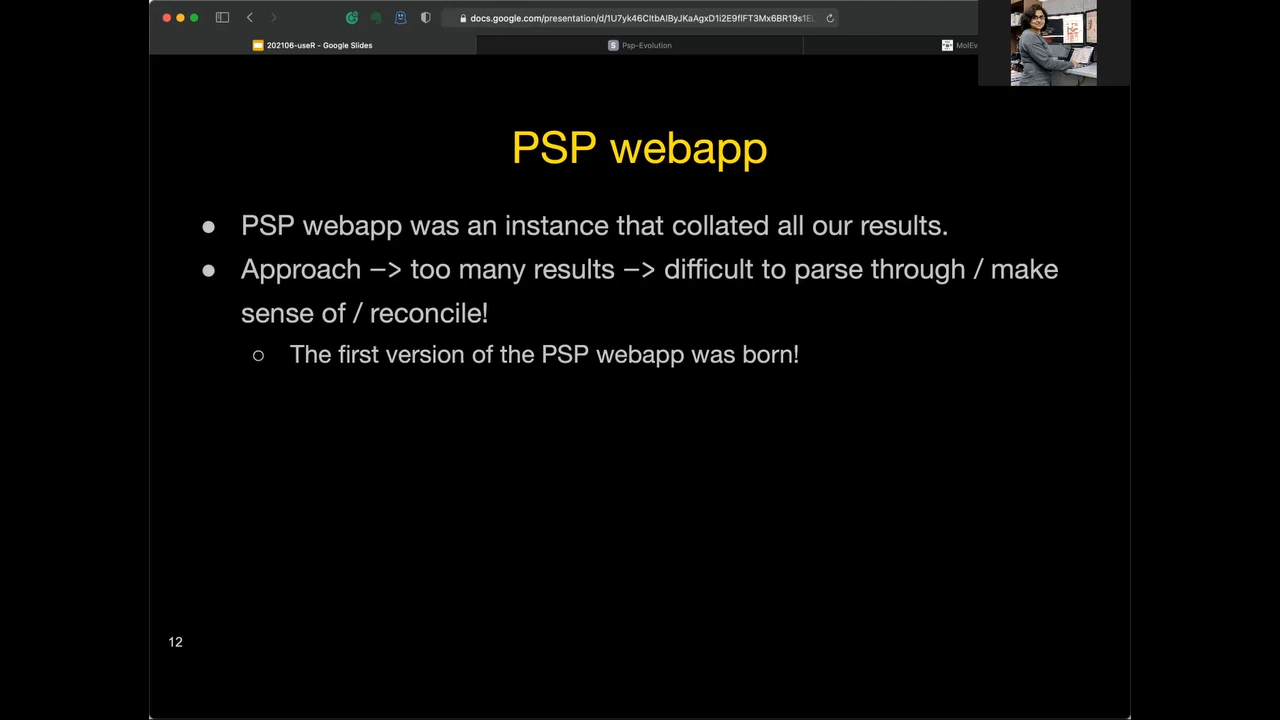 docs.google.com/presentation/d/1U7yk46CltbAlByJKaAgxD1i2E9flFT3Mx6BR19s1EL
202106-useR - Google Slides
Psp-Evolution
MolEv
PSP webapp
● PSP webapp was an instance that collated all our results.
● Approach –> too many results –> difficult to parse through / make
sense of / reconcile!
○ The first version of the PSP webapp was born!
12